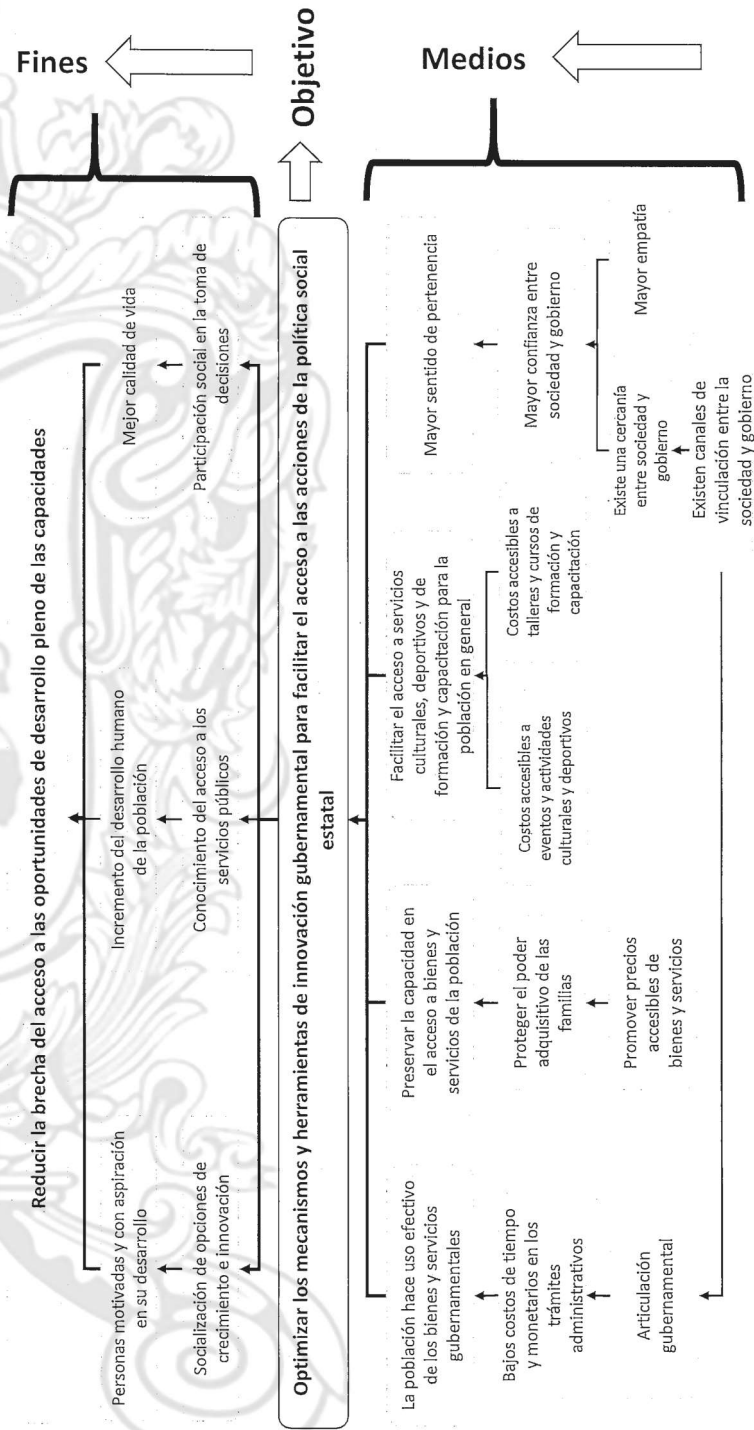 Reducir la brecha del acceso a las oportunidades de desarrollo pleno de las capacidades
Fines
Personas motivadas y con aspiración
en su desarrollo
Incremento del desarrollo humano
de la población
Mejor calidad de vida
Socialización de opciones de
crecimiento e innovación
Conocimiento del acceso a los
servicios públicos
Participación social en la toma de
decisiones
Optimizar los mecanismos y herramientas de innovación gubernamental para facilitar el acceso a las acciones de la política social
estatal
Objetivo
La población hace uso efectivo
de los bienes y servicios
gubernamentales
Preservar la capacidad en
el acceso a bienes y
servicios de la población
Facilitar el acceso a servicios
culturales, deportivos y de
formación y capacitación para la
población en general
Mayor sentido de pertenencia
Medios
Bajos costos de tiempo
y monetarios en los
trámites
administrativos
Proteger el poder
adquisitivo de las
familias
Costos accesibles a
eventos y actividades
culturales y deportivos
Costos accesibles a
talleres y cursos de
formación y
capacitación
Mayor confianza entre
sociedad y gobierno
Articulación
gubernamental
Promover precios
accesibles de
bienes y servicios
Existe una cercanía
entre sociedad y
gobierno
Mayor empatía
Existen canales de
vinculación entre la
sociedad y gobierno